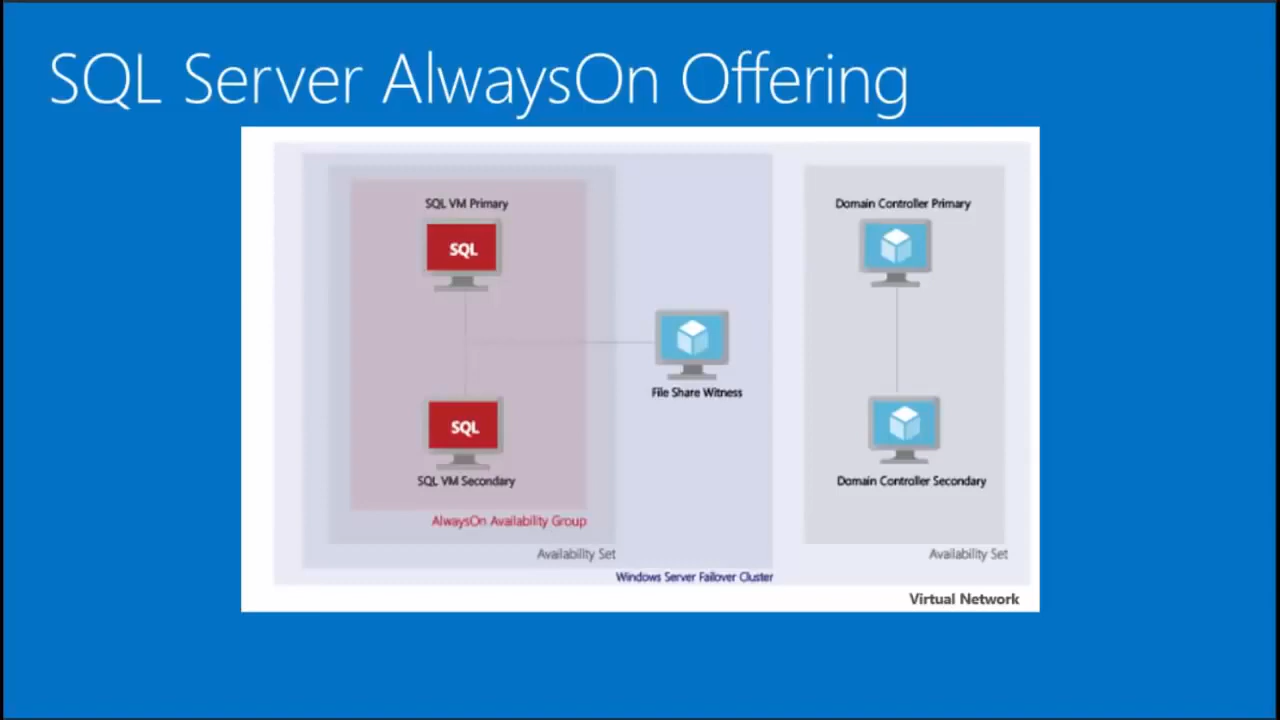 SQL Server AlwaysOn Offering
SQL VM Primary
SQL
SQL
SQL VM Secondary
AlwaysOn Availability Group
Availability Set
File Share Witness
Windows Server Failover Cluster
Domain Controller Primary
Domain Controller Secondary
Availability Set
Virtual Network